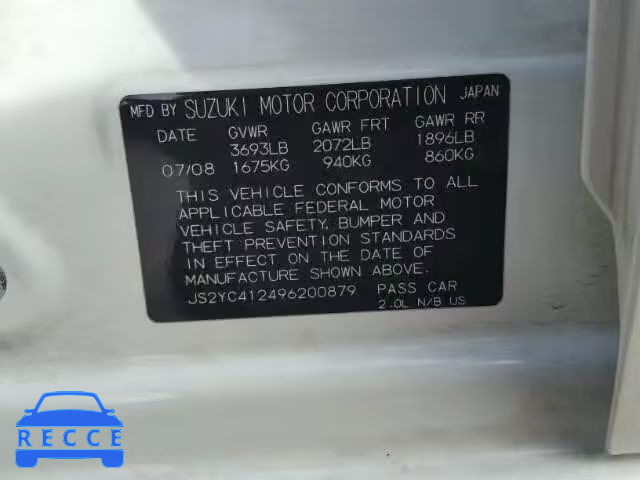 MFD BY SUZUKI MOTOR CORPORATION JAPAN
DATE GVWR GAWR FRT GAWR RR
3693LB 2072LB 1896LB
07/08 1675KG 940KG 860KG
THIS VEHICLE CONFORMS TO ALL
APPLICABLE FEDERAL MOTOR
VEHICLE SAFETY, BUMPER AND
THEFT PREVENTION STANDARDS
IN EFFECT ON THE DATE OF
MANUFACTURE SHOWN ABOVE.
JS2YC412496200879 PASS CAR
2.0L N/B US
RECCE